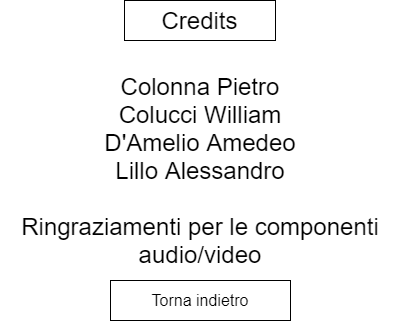 Credits
Colonna Pietro
Colucci William
D'Amelio Amedeo
Lillo Alessandro
Ringraziamenti per le componenti
audio/video
Torna indietro